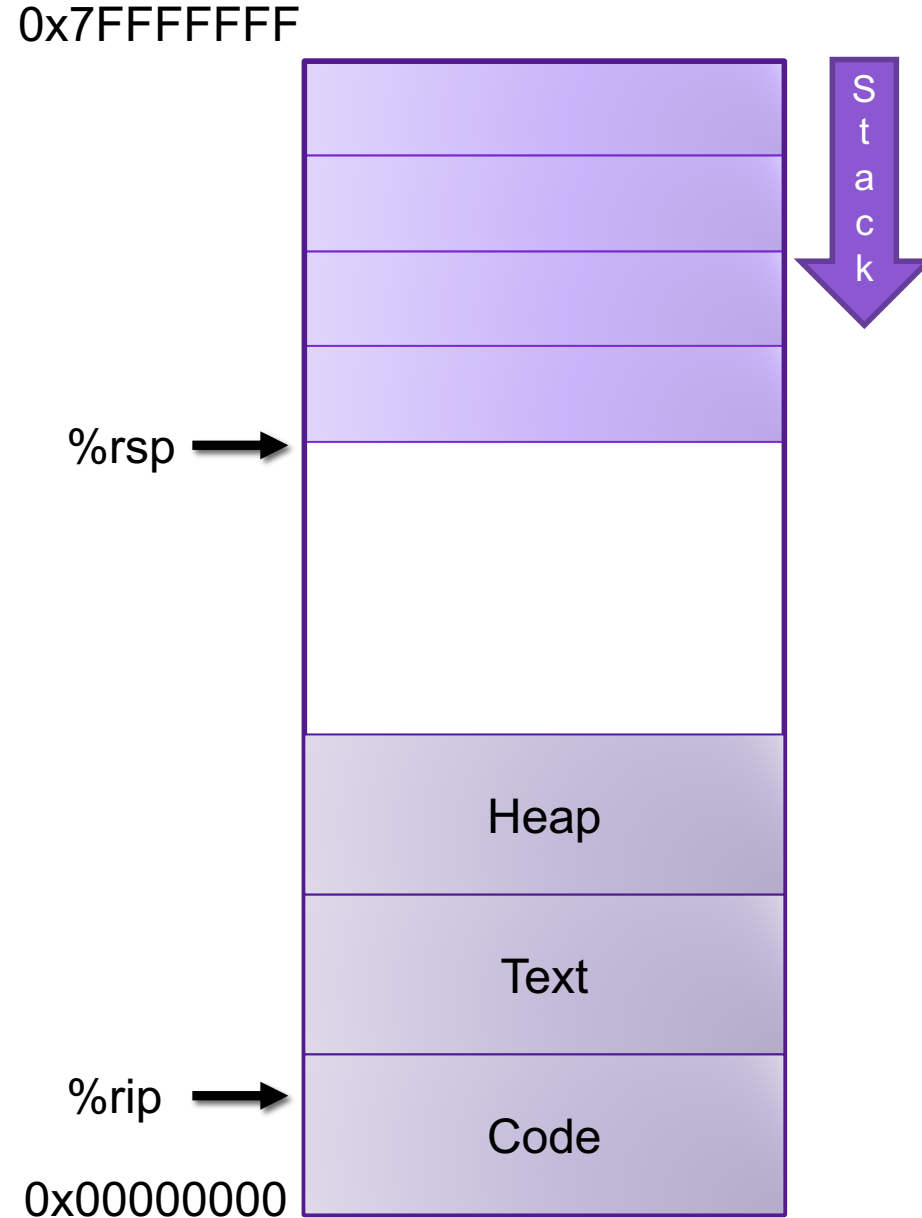 0x7FFFFFFF
S
t
a
c
k
%rsp
Heap
Text
%rip
Code
0x00000000